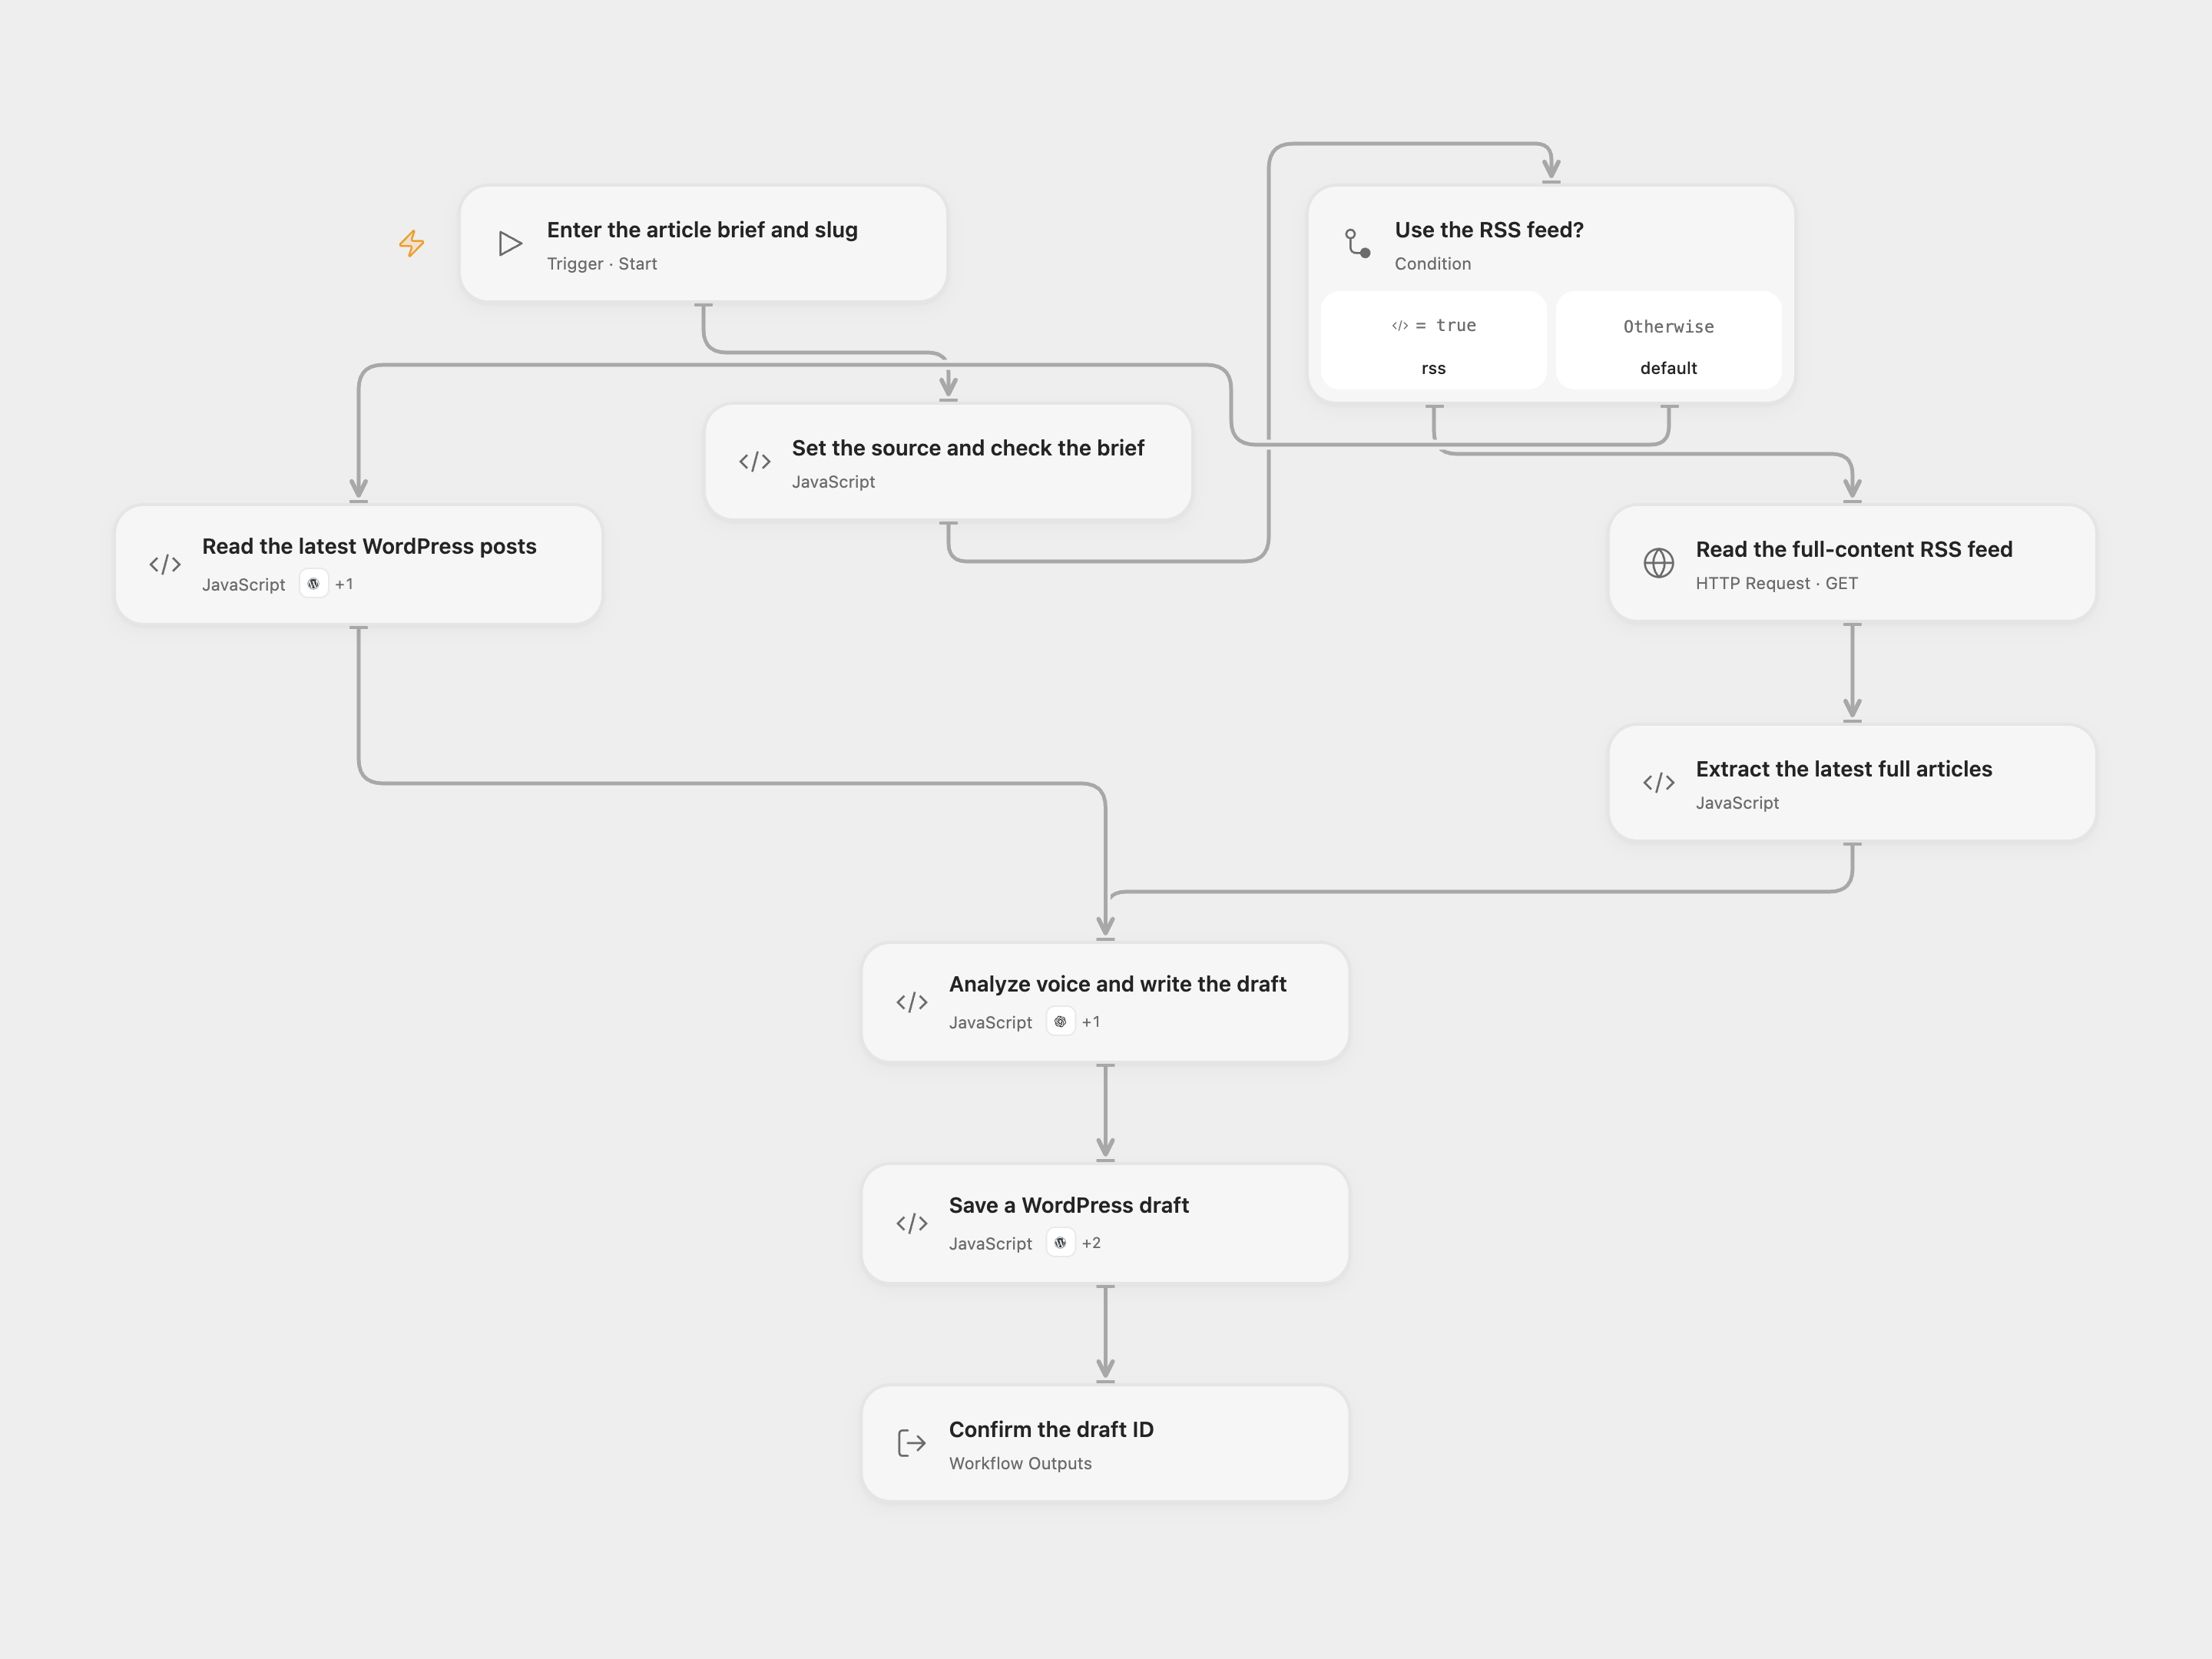 Enter the article brief and slug
Trigger · Start
Use the RSS feed?
Condition
</> = true
rss
Otherwise
default
Set the source and check the brief
JavaScript
Read the latest WordPress posts
JavaScript +1
Read the full-content RSS feed
HTTP Request · GET
Extract the latest full articles
JavaScript
Analyze voice and write the draft
JavaScript +1
Save a WordPress draft
JavaScript +2
Confirm the draft ID
Workflow Outputs